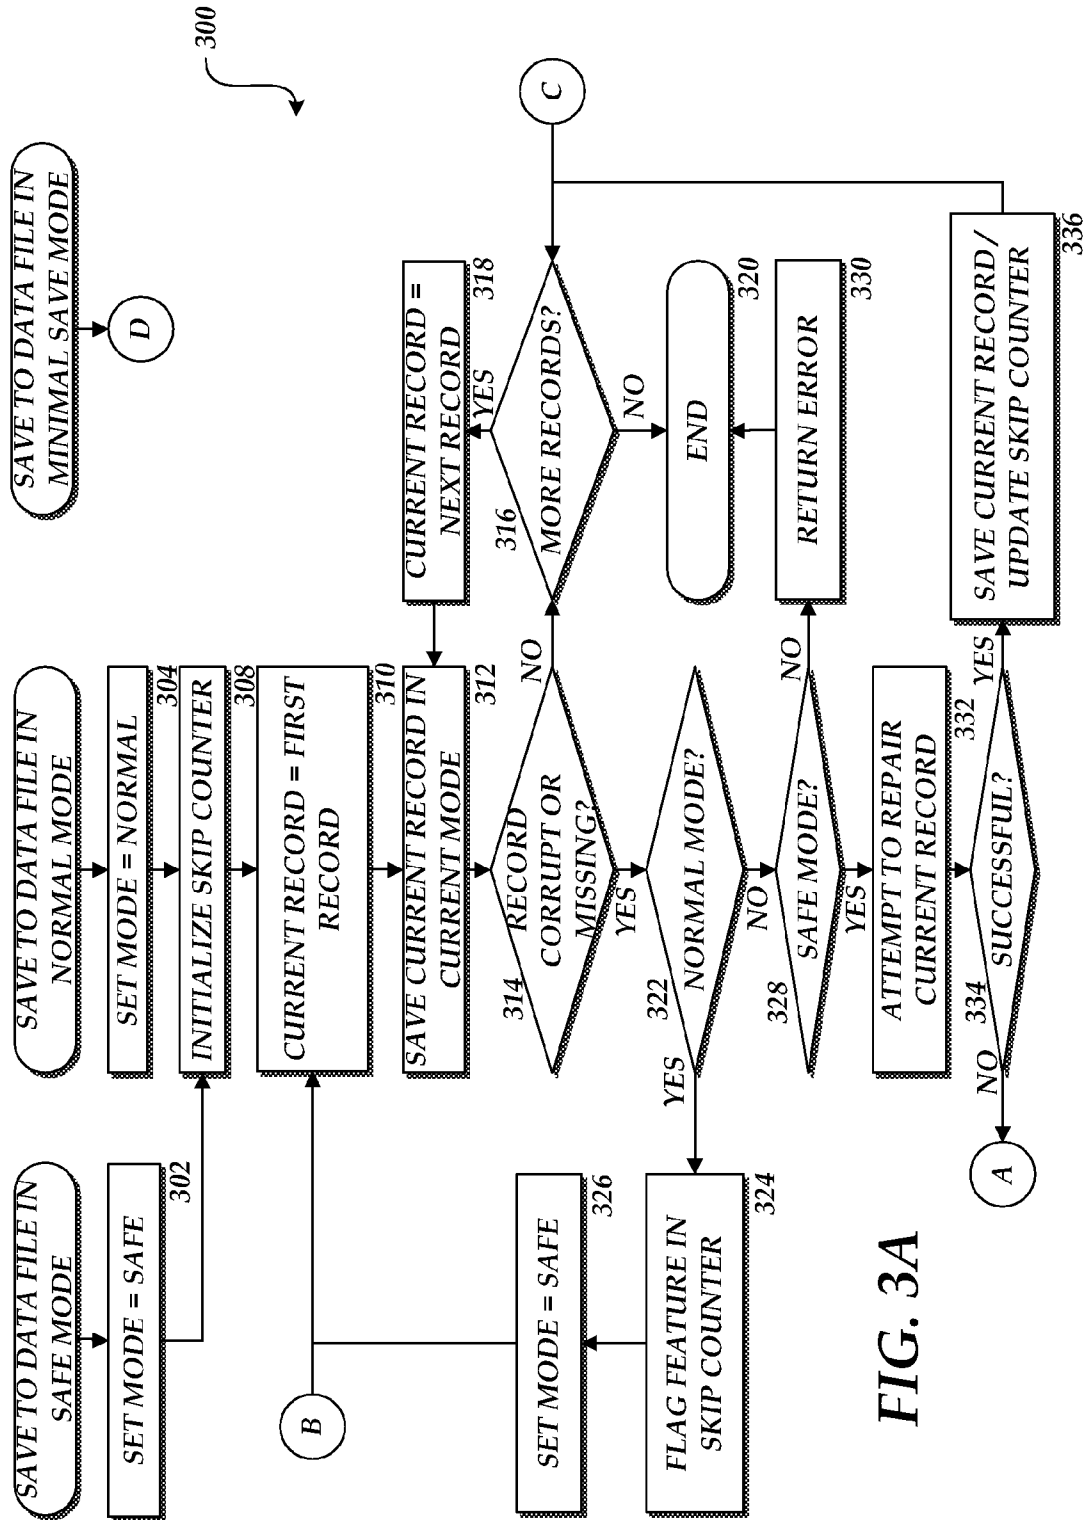 300
SAVE TO DATA FILE IN
SAFE MODE
SET MODE = SAFE
302
SAVE TO DATA FILE IN
NORMAL MODE
SET MODE = NORMAL
304
INITIALIZE SKIP COUNTER
308
CURRENT RECORD = FIRST
RECORD
310
SAVE CURRENT RECORD IN
CURRENT MODE
312
RECORD
CORRUPT OR
MISSING?
314
NO
YES
NORMAL MODE?
322
YES
NO
SAFE MODE?
328
NO
YES
ATTEMPT TO REPAIR
CURRENT RECORD
332
SUCCESSFUL?
334
NO
YES
A
B
SET MODE = SAFE
326
FLAG FEATURE IN
SKIP COUNTER
324
SAVE TO DATA FILE IN
MINIMAL SAVE MODE
D
CURRENT RECORD =
NEXT RECORD
318
YES
MORE RECORDS?
316
NO
C
END
320
RETURN ERROR
330
SAVE CURRENT RECORD/
UPDATE SKIP COUNTER
336
FIG. 3A